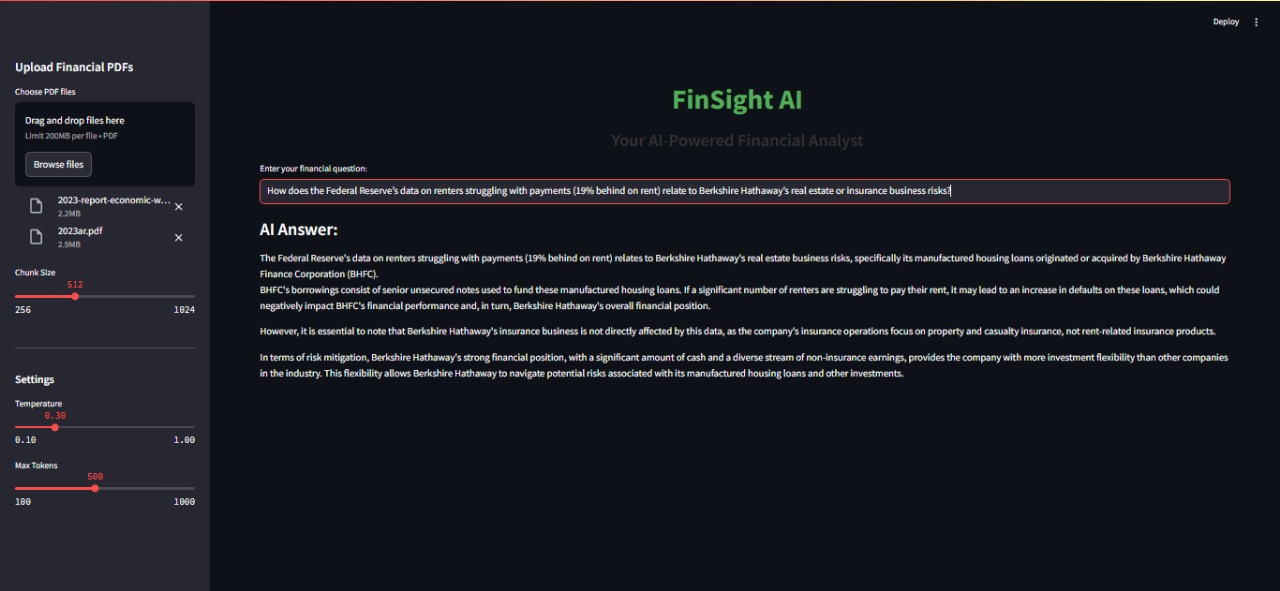 Deploy
Upload Financial PDFs
Choose PDF files
Drag and drop files here
Limit 200MB per file • PDF
Browse files
2023-report-economic-w...
2.2MB
2023ar.pdf
2.9MB
Chunk Size
512
256 1024
Settings
Temperature
0.30
0.10 1.00
Max Tokens
500
100 1000
FinSight AI
Your AI-Powered Financial Analyst
Enter your financial question:
How does the Federal Reserve's data on renters struggling with payments (19% behind on rent) relate to Berkshire Hathaway's real estate or insurance business risks?
AI Answer:
The Federal Reserve's data on renters struggling with payments (19% behind on rent) relates to Berkshire Hathaway's real estate business risks, specifically its manufactured housing loans originated or acquired by Berkshire Hathaway
Finance Corporation (BHFC).
BHFC's borrowings consist of senior unsecured notes used to fund these manufactured housing loans. If a significant number of renters are struggling to pay their rent, it may lead to an increase in defaults on these loans, which could
negatively impact BHFC's financial performance and, in turn, Berkshire Hathaway's overall financial position.
However, it is essential to note that Berkshire Hathaway's insurance business is not directly affected by this data, as the company's insurance operations focus on property and casualty insurance, not rent-related insurance products.
In terms of risk mitigation, Berkshire Hathaway's strong financial position, with a significant amount of cash and a diverse stream of non-insurance earnings, provides the company with more investment flexibility than other companies
in the industry. This flexibility allows Berkshire Hathaway to navigate potential risks associated with its manufactured housing loans and other investments.